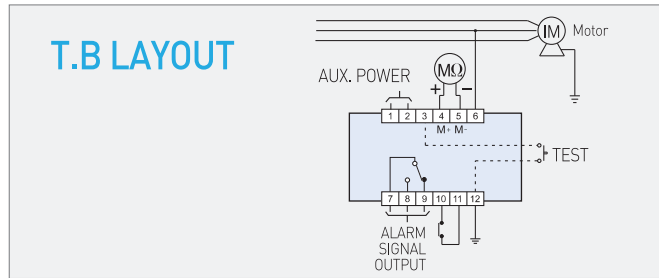 T.B LAYOUT
IM Motor
AUX. POWER
MΩ
+ −
1 2 3 4 5 6
M+ M-
TEST
7 8 9 10 11 12
ALARM
SIGNAL
OUTPUT